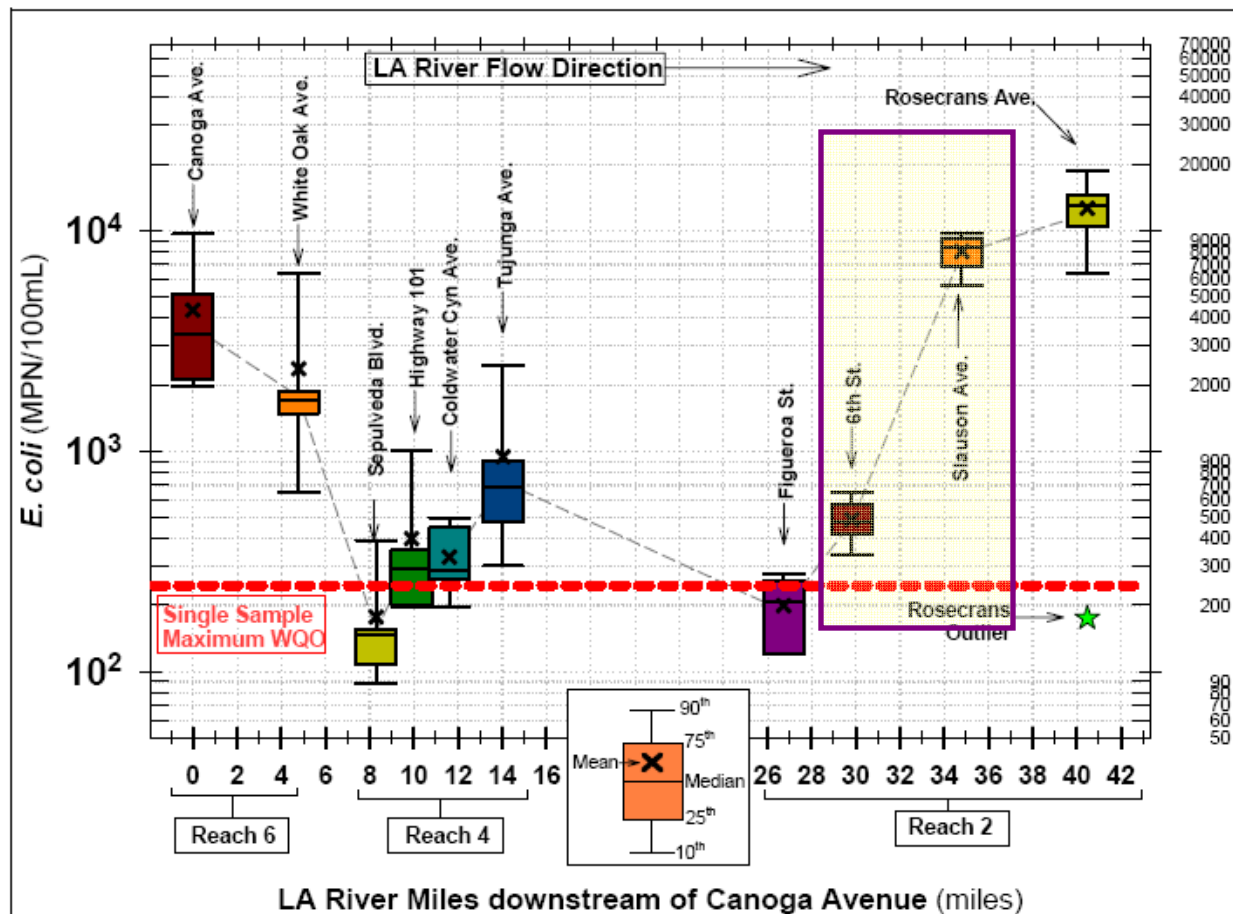 LA River Flow Direction
Canoga Ave.
White Oak Ave.
Sepulveda Blvd.
Highway 101
Coldwater Cyn Ave.
Tujunga Ave.
Figueroa St.
6th St.
Slauson Ave.
Rosecrans Ave.
Rosecrans
Outlier
Single Sample
Maximum WQO
E. coli (MPN/100mL)
10⁴
10³
10²
70000
60000
50000
40000
30000
20000
9000
8000
7000
6000
5000
4000
3000
2000
900
800
700
600
500
400
300
200
90
80
70
60
50
90th
75th
Mean
Median
25th
10th
0 2 4 6 8 10 12 14 16 26 28 30 32 34 36 38 40 42
Reach 6
Reach 4
Reach 2
LA River Miles downstream of Canoga Avenue (miles)